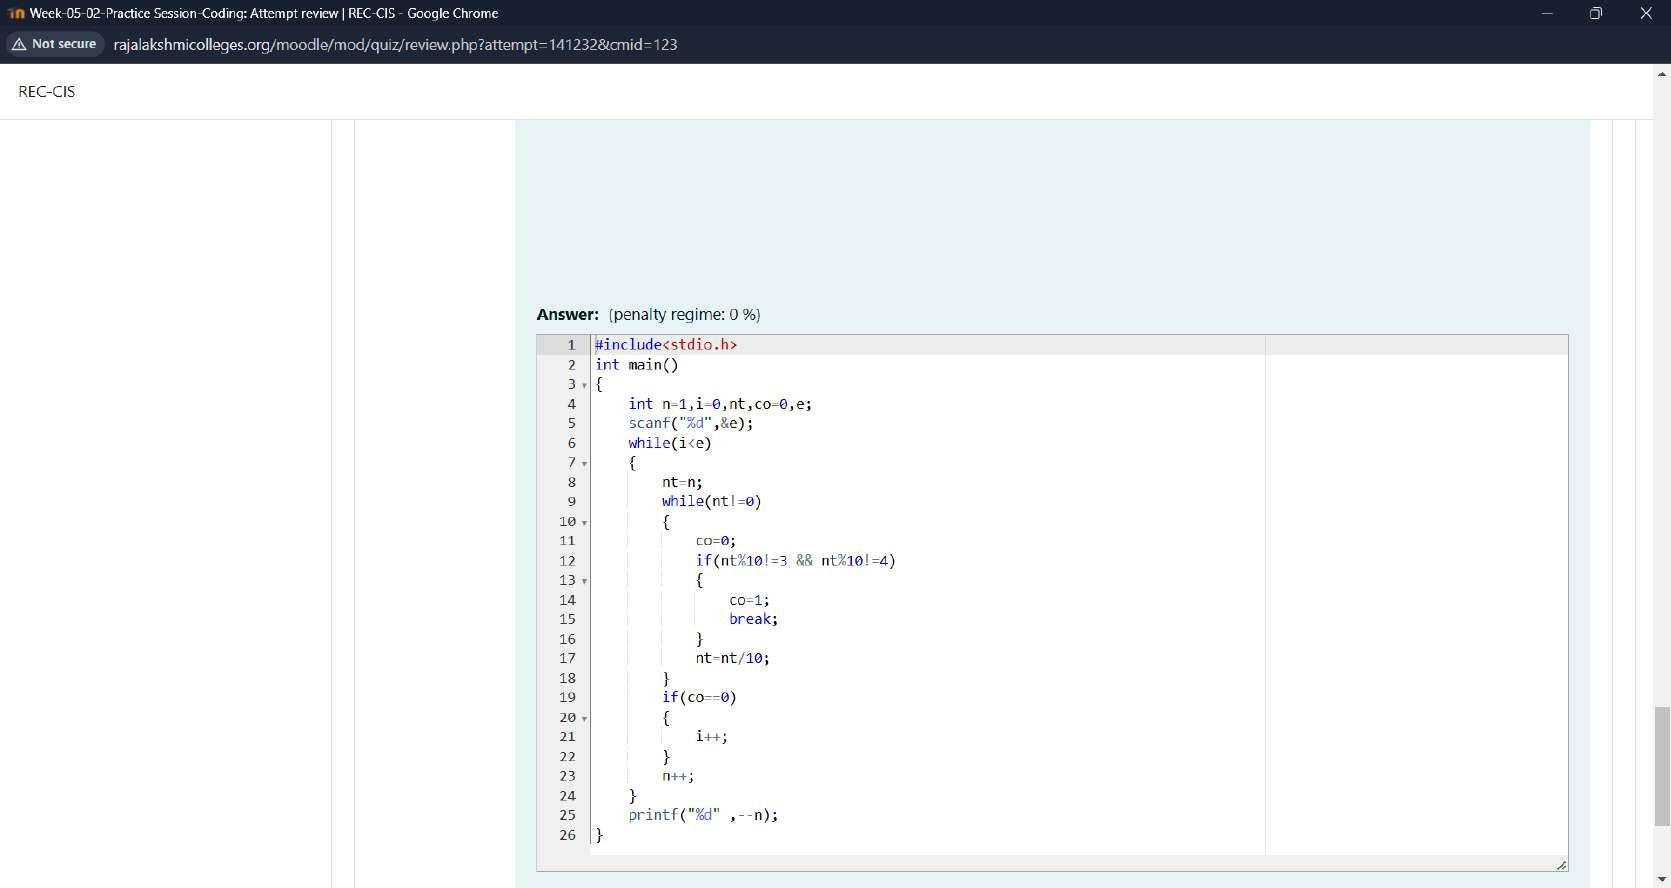 Week-05-02-Practice Session-Coding: Attempt review | REC-CIS - Google Chrome
Not secure rajalakshmicolleges.org/moodle/mod/quiz/review.php?attempt=141232&cmid=123
REC-CIS
Answer: (penalty regime: 0 %)
1 #include<stdio.h>
2 int main()
3 {
4 int n=1,i=0,nt,co=0,e;
5 scanf("%d",&e);
6 while(i<e)
7 {
8 nt=n;
9 while(nt!=0)
10 {
11 co=0;
12 if(nt%10!=3 && nt%10!=4)
13 {
14 co=1;
15 break;
16 }
17 nt=nt/10;
18 }
19 if(co==0)
20 {
21 i++;
22 }
23 n++;
24 }
25 printf("%d" ,--n);
26 }